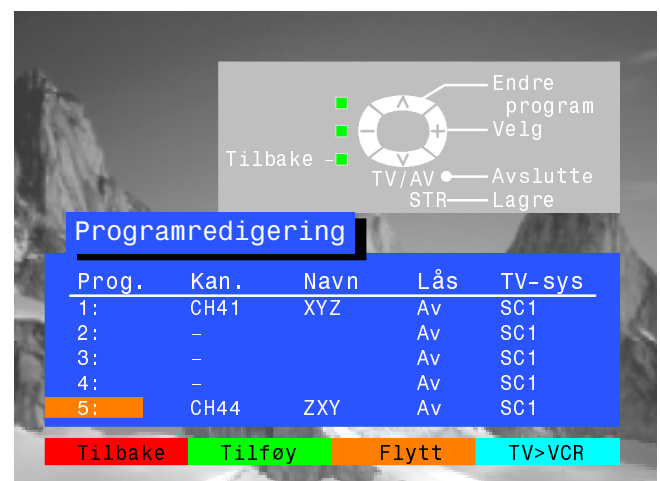 Endre
program
Velg
Tilbake –
TV/AV Avslutte
STR Lagre
Programredigering
Prog. Kan. Navn Lås TV-sys
1: CH41 XYZ Av SC1
2: – Av SC1
3: – Av SC1
4: – Av SC1
5: CH44 ZXY Av SC1
Tilbake Tilføy Flytt TV>VCR